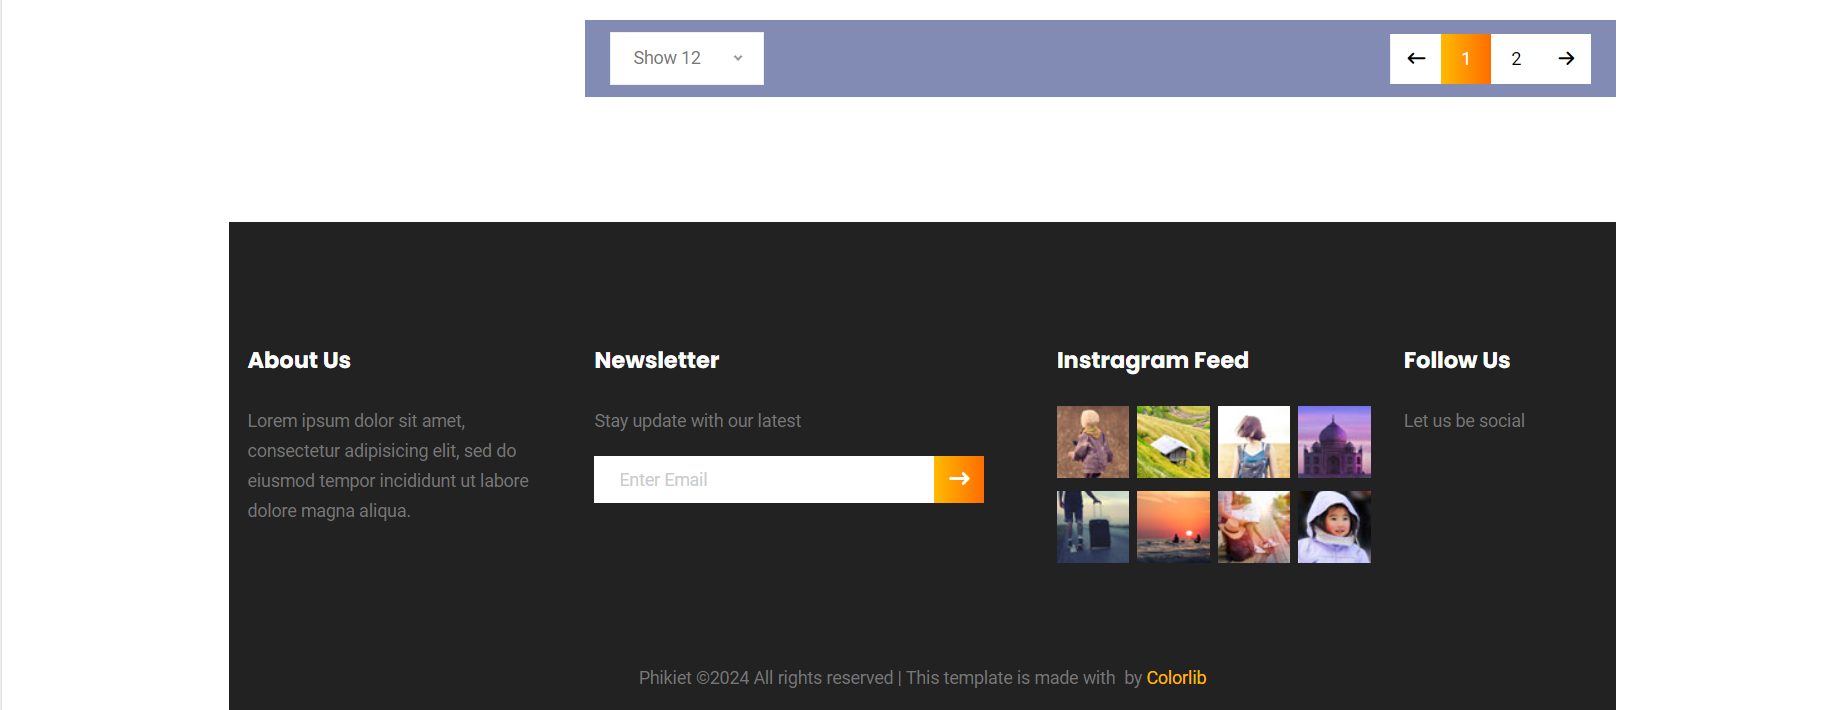 Show 12
1
2
About Us
Newsletter
Instragram Feed
Follow Us
Lorem ipsum dolor sit amet,
consectetur adipisicing elit, sed do
eiusmod tempor incididunt ut labore
dolore magna aliqua.
Stay update with our latest
Enter Email
Let us be social
Phikiet ©2024 All rights reserved | This template is made with  by Colorlib